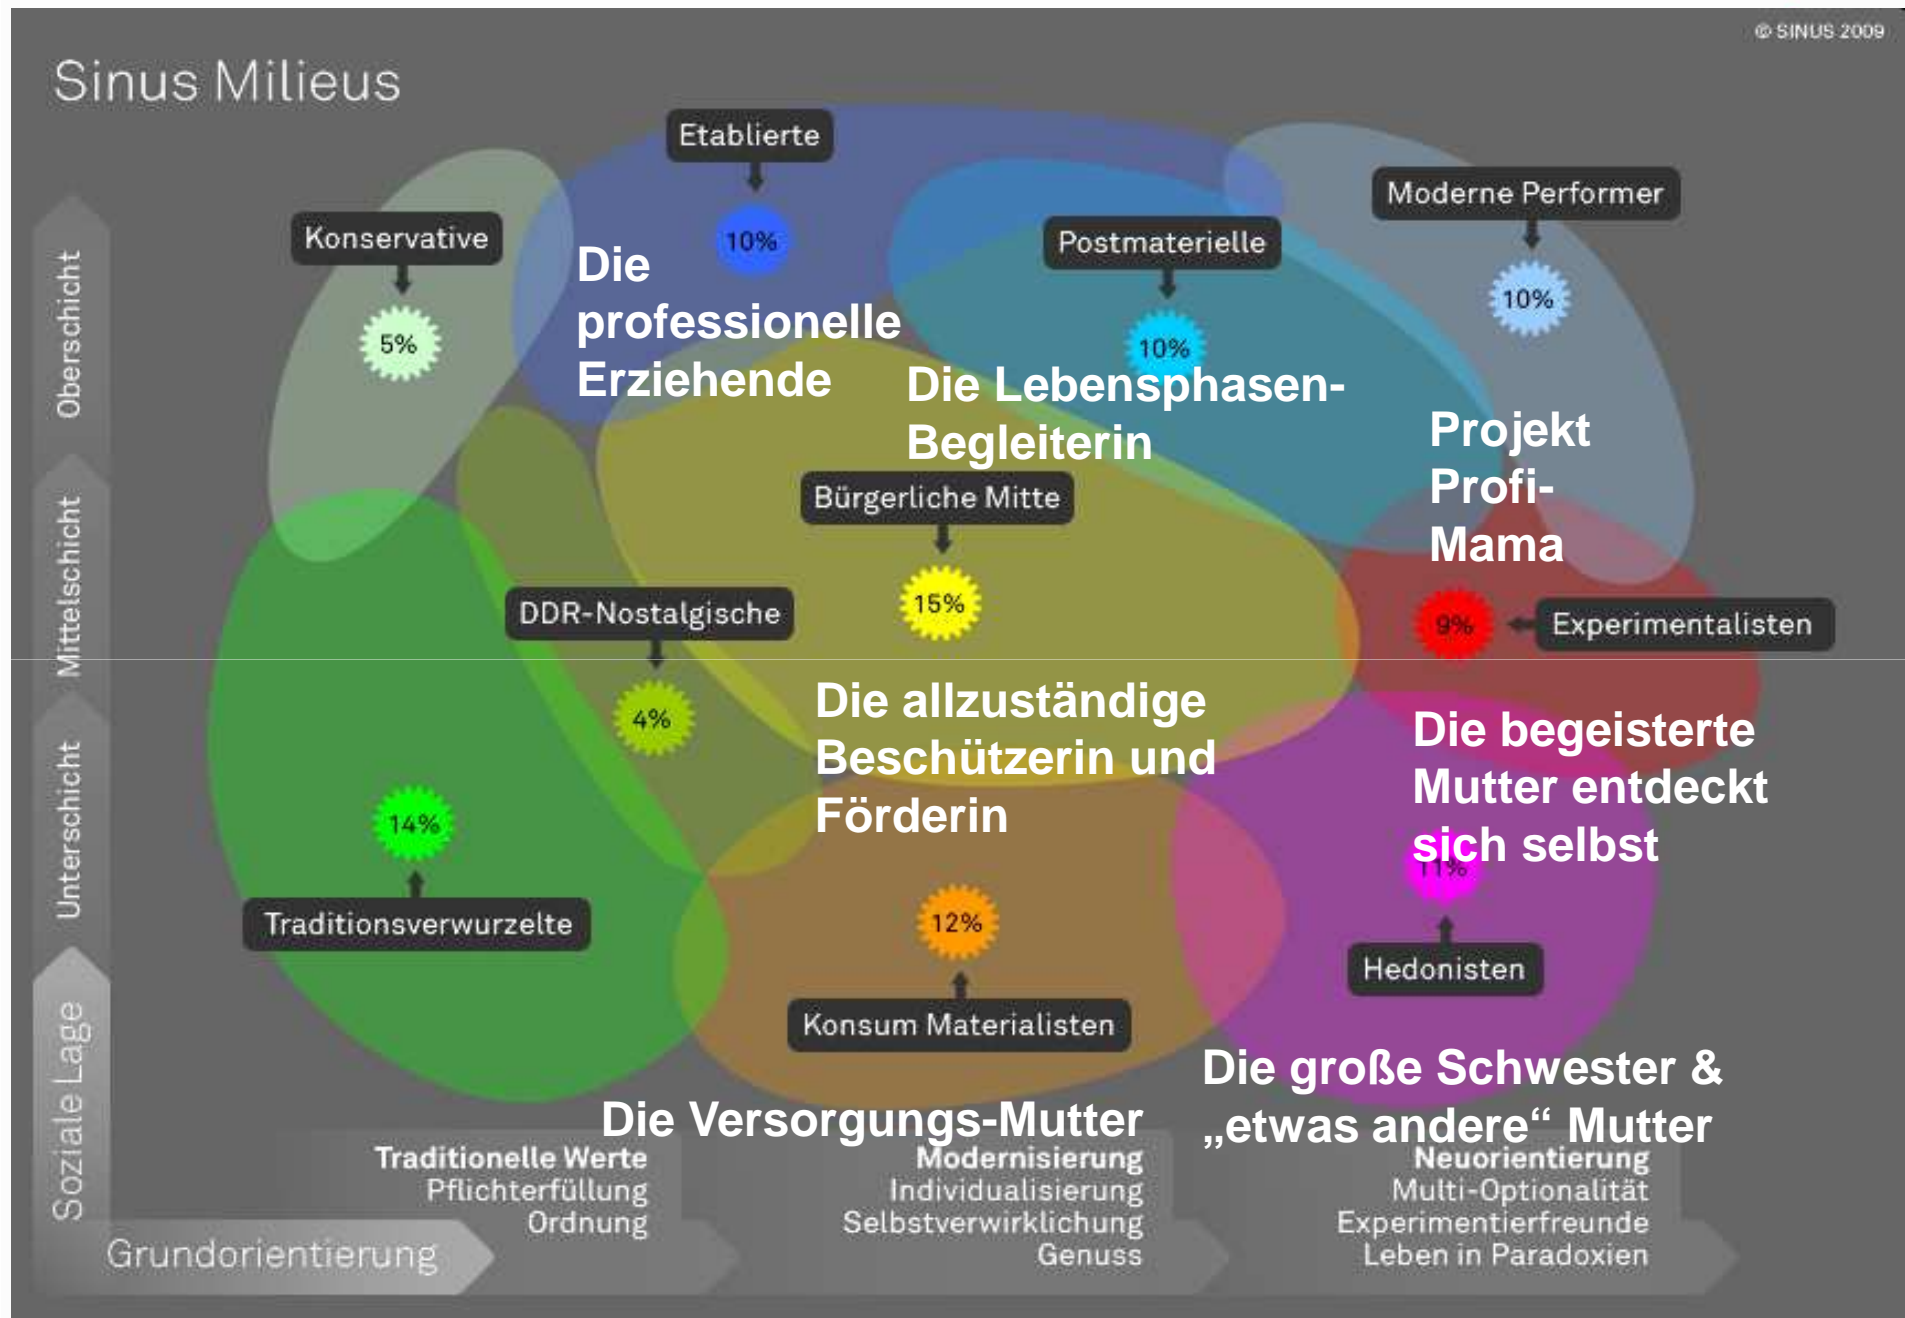 © SINUS 2009
Sinus Milieus
Etablierte
10%
Konservative
5%
Postmaterielle
10%
Moderne Performer
10%
Die
professionelle
Erziehende
Die Lebensphasen-
Begleiterin
Projekt
Profi-
Mama
Bürgerliche Mitte
15%
DDR-Nostalgische
4%
9%
Experimentalisten
Die allzuständige
Beschützerin und
Förderin
Die begeisterte
Mutter entdeckt
sich selbst
14%
Traditionsverwurzelte
12%
Konsum Materialisten
11%
Hedonisten
Die Versorgungs-Mutter
Die große Schwester &
„etwas andere“ Mutter
Oberschicht
Mittelschicht
Unterschicht
Soziale Lage
Grundorientierung
Traditionelle Werte
Pflichterfüllung
Ordnung
Modernisierung
Individualisierung
Selbstverwirklichung
Genuss
Neuorientierung
Multi-Optionalität
Experimentierfreunde
Leben in Paradoxien